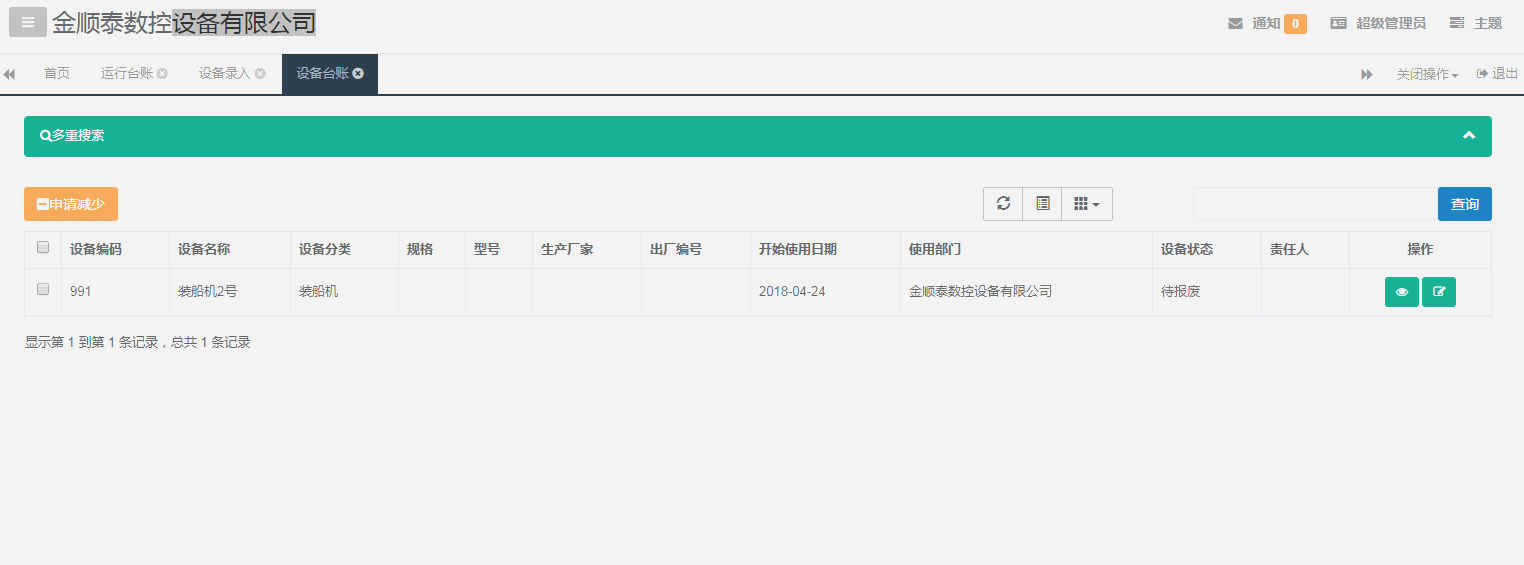 金顺泰数控设备有限公司 通知 0 超级管理员 主题
首页 运行台账 设备录入 设备台账 关闭操作 退出
多重搜索
申请减少 查询
设备编码 设备名称 设备分类 规格 型号 生产厂家 出厂编号 开始使用日期 使用部门 设备状态 责任人 操作
991 装船机2号 装船机 2018-04-24 金顺泰数控设备有限公司 待报废
显示第 1 到第 1 条记录，总共 1 条记录